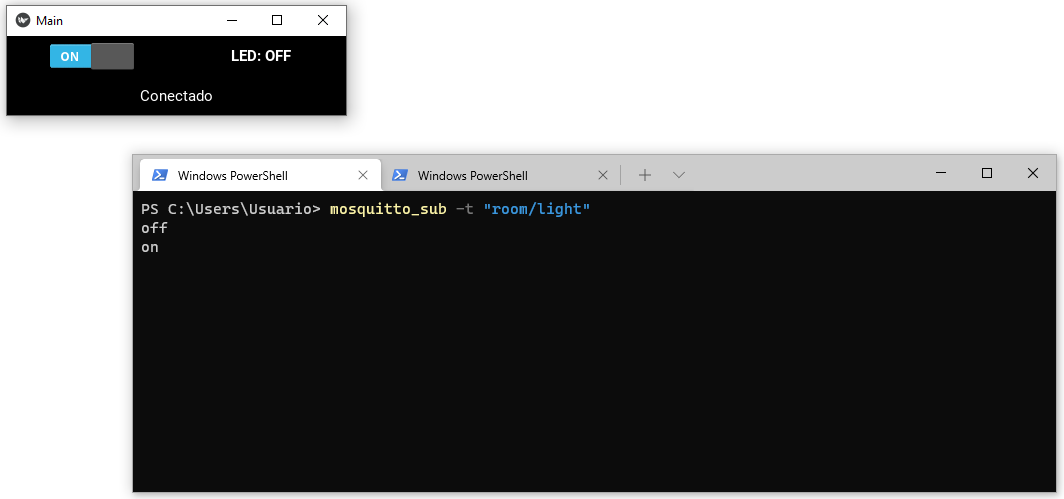 Main
ON
LED: OFF
Conectado
Windows PowerShell
Windows PowerShell
PS C:\Users\Usuario> mosquitto_sub -t "room/light"
off
on